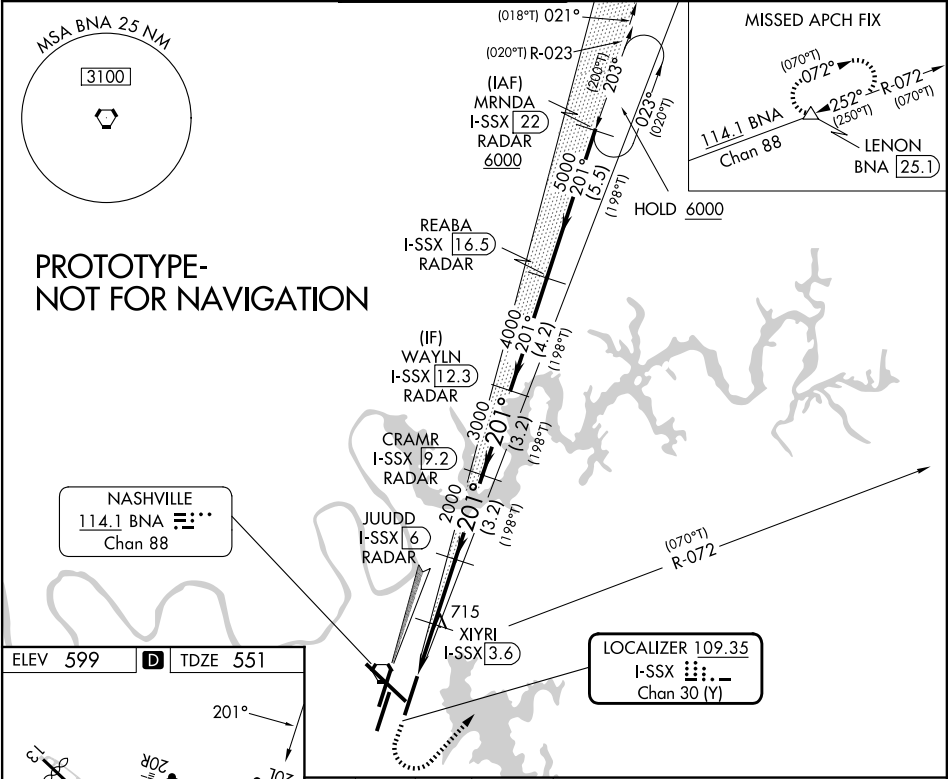 MSA BNA 25 NM
3100
PROTOTYPE-
NOT FOR NAVIGATION
(018°T) 021°
(020°T) R-023
(200°T)
203°
023°
(020°T)
(IAF)
MRNDA
I-SSX 22
RADAR
6000
5000
201°
(5.5)
(198°T)
HOLD 6000
MISSED APCH FIX
(070°T)
072°
252°
(250°T)
R-072
(070°T)
114.1 BNA
Chan 88
LENON
BNA 25.1
REABA
I-SSX 16.5
RADAR
4000
201°
(4.2)
(198°T)
(IF)
WAYLN
I-SSX 12.3
RADAR
3000
201°
(3.2)
(198°T)
CRAMR
I-SSX 9.2
RADAR
2000
201°
(3.2)
(198°T)
NASHVILLE
114.1 BNA
Chan 88
JUUDD
I-SSX 6
RADAR
(070°T)
R-072
715
XIYRI
I-SSX 3.6
LOCALIZER 109.35
I-SSX
Chan 30 (Y)
ELEV 599
D
TDZE 551
201°
13
20R
20L